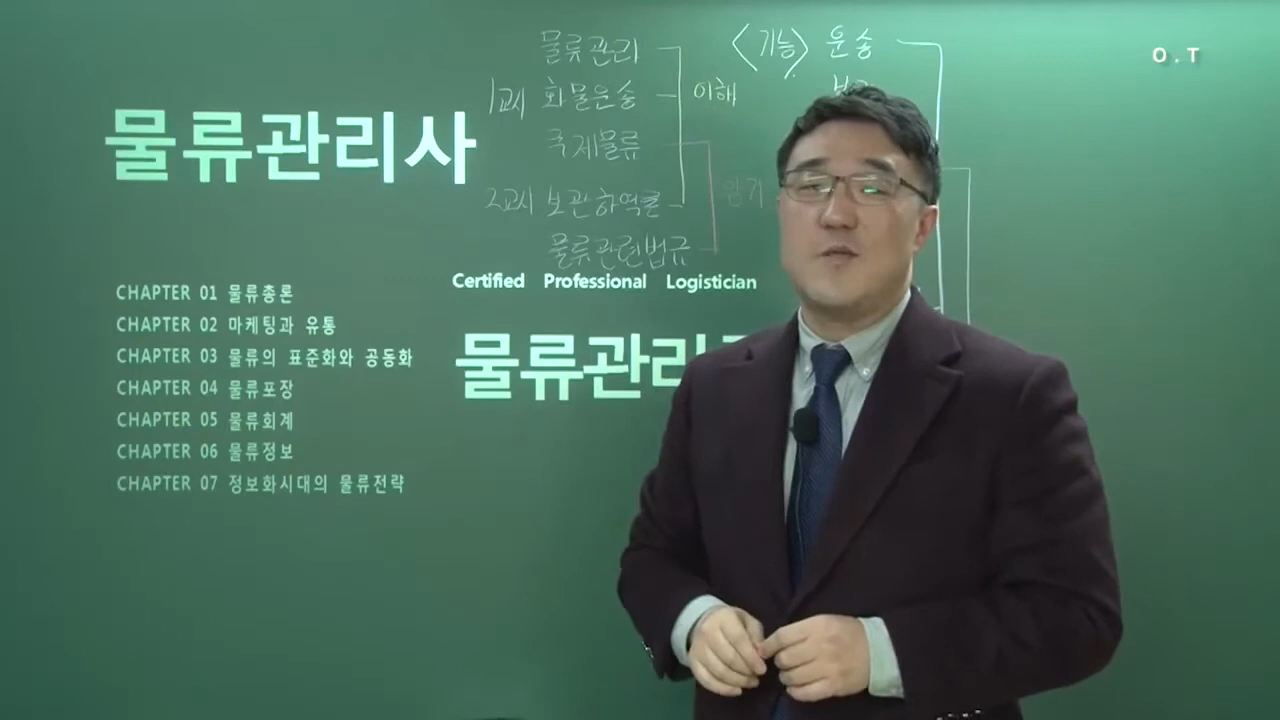 물류관리
1교시 화물운송
이해
국제물류
2교시 보관하역론
암기
물류관련법규
<기능> 운송
O.T
물류관리사
CHAPTER 01 물류총론
CHAPTER 02 마케팅과 유통
CHAPTER 03 물류의 표준화와 공동화
CHAPTER 04 물류포장
CHAPTER 05 물류회계
CHAPTER 06 물류정보
CHAPTER 07 정보화시대의 물류전략
Certified Professional Logistician
물류관리